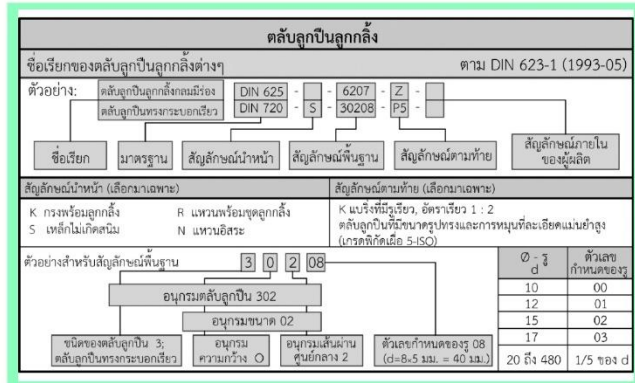 ตลับลูกปืนลูกกลิ้ง
ชื่อเรียกของตลับลูกปืนลูกกลิ้งต่างๆ ตาม DIN 623-1 (1993-05)
ตัวอย่าง: ตลับลูกปืนลูกกลิ้งกลมมีร่อง DIN 625 - - 6207 - Z -
ตลับลูกปืนทรงกระบอกเรียว DIN 720 - S - 30208 - P5 -
ชื่อเรียก มาตรฐาน สัญลักษณ์นำหน้า สัญลักษณ์พื้นฐาน สัญลักษณ์ตามท้าย สัญลักษณ์ภายใน
ของผู้ผลิต
สัญลักษณ์นำหน้า (เลือกมาเฉพาะ) สัญลักษณ์ตามท้าย (เลือกมาเฉพาะ)
K กรงพร้อมลูกกลิ้ง R แหวนพร้อมชุดลูกกลิ้ง K แบริ่งที่มีรูเรียว, อัตราเรียว 1 : 2
S เหล็กไม่เกิดสนิม N แหวนอิสระ ตลับลูกปืนที่มีขนาดรูปทรงและการหมุนที่ละเอียดแม่นยำสูง
(เกรดพิกัดเผื่อ 5-ISO)
ตัวอย่างสำหรับสัญลักษณ์พื้นฐาน 3 0 2 08
อนุกรมตลับลูกปืน 302
อนุกรมขนาด 02
ชนิดของตลับลูกปืน 3; อนุกรม อนุกรมเส้นผ่าน ตัวเลขกำหนดของรู 08
ตลับลูกปืนทรงกระบอกเรียว ความกว้าง O ศูนย์กลาง 2 (d=8×5 มม. = 40 มม.)
Ø - รู ตัวเลข
d กำหนดของรู
10 00
12 01
15 02
17 03
20 ถึง 480 1/5 ของ d